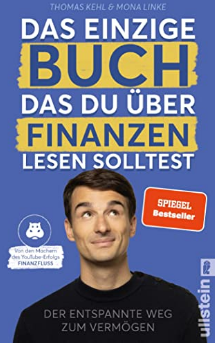 THOMAS KEHL & MONA LINKE
DAS EINZIGE
BUCH
DAS DU ÜBER
FINANZEN
LESEN SOLLTEST
SPIEGEL
Bestseller
Von den Machern
des YouTube-Erfolgs
FINANZFLUSS
DER ENTSPANNTE WEG
ZUM VERMÖGEN
ullstein